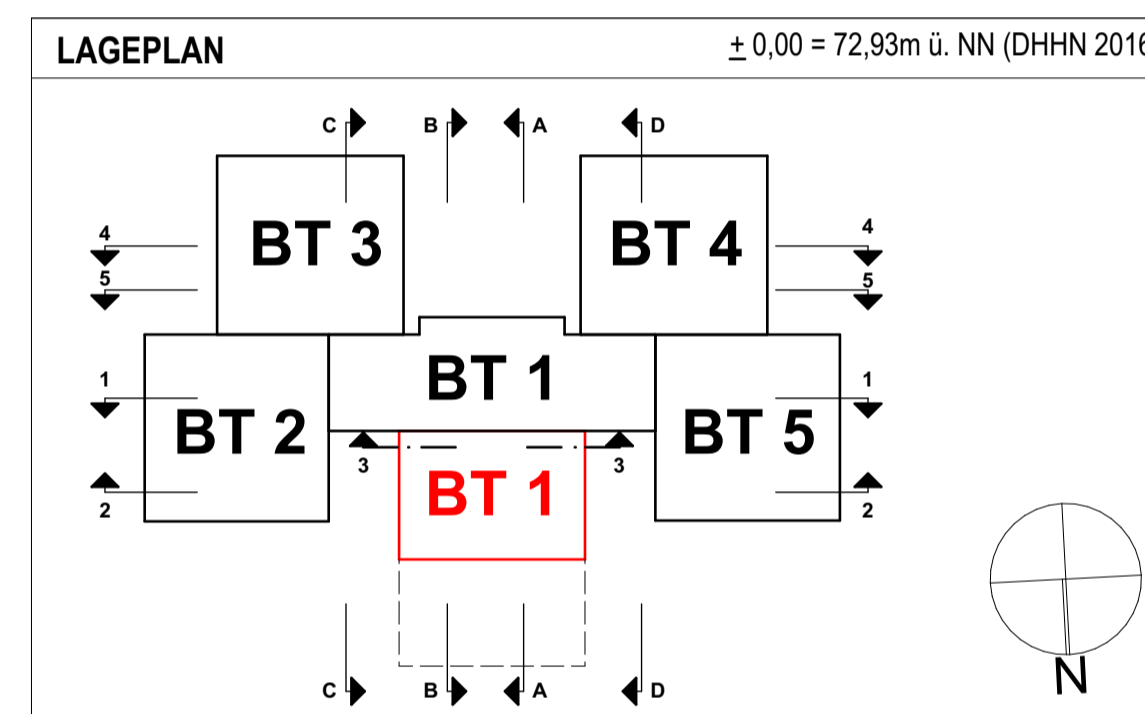 LAGEPLAN
± 0,00 = 72,93m ü. NN (DHHN 2016
C B A D
BT 3 BT 4
4 4
5 5
BT 1
1 1
BT 2 BT 5
3 3
BT 1
2 2
N
C B A D